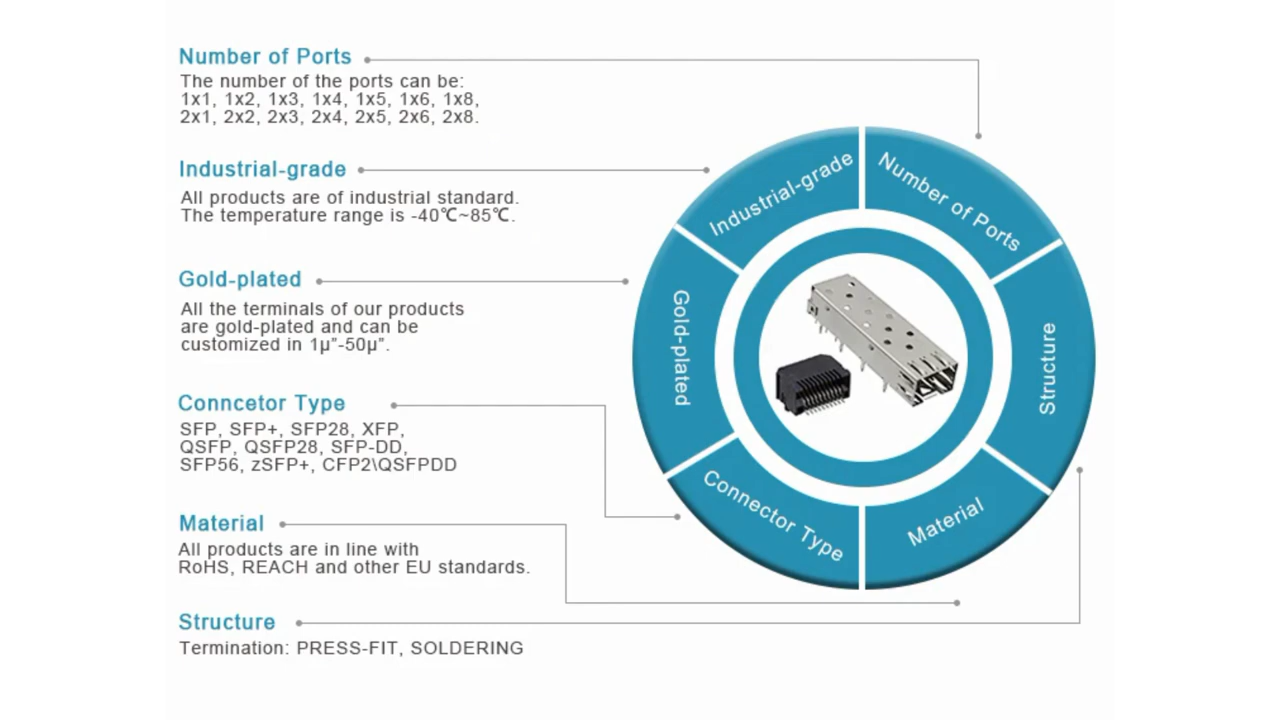 Number of Ports
The number of the ports can be:
1x1, 1x2, 1x3, 1x4, 1x5, 1x6, 1x8,
2x1, 2x2, 2x3, 2x4, 2x5, 2x6, 2x8.
Industrial-grade
All products are of industrial standard.
The temperature range is -40℃~85℃.
Gold-plated
All the terminals of our products
are gold-plated and can be
customized in 1μ”-50μ”.
Conncetor Type
SFP, SFP+, SFP28, XFP,
QSFP, QSFP28, SFP-DD,
SFP56, zSFP+, CFP2\QSFPDD
Material
All products are in line with
RoHS, REACH and other EU standards.
Structure
Termination: PRESS-FIT, SOLDERING
Industrial-grade
Number of Ports
Gold-plated
Structure
Connector Type
Material